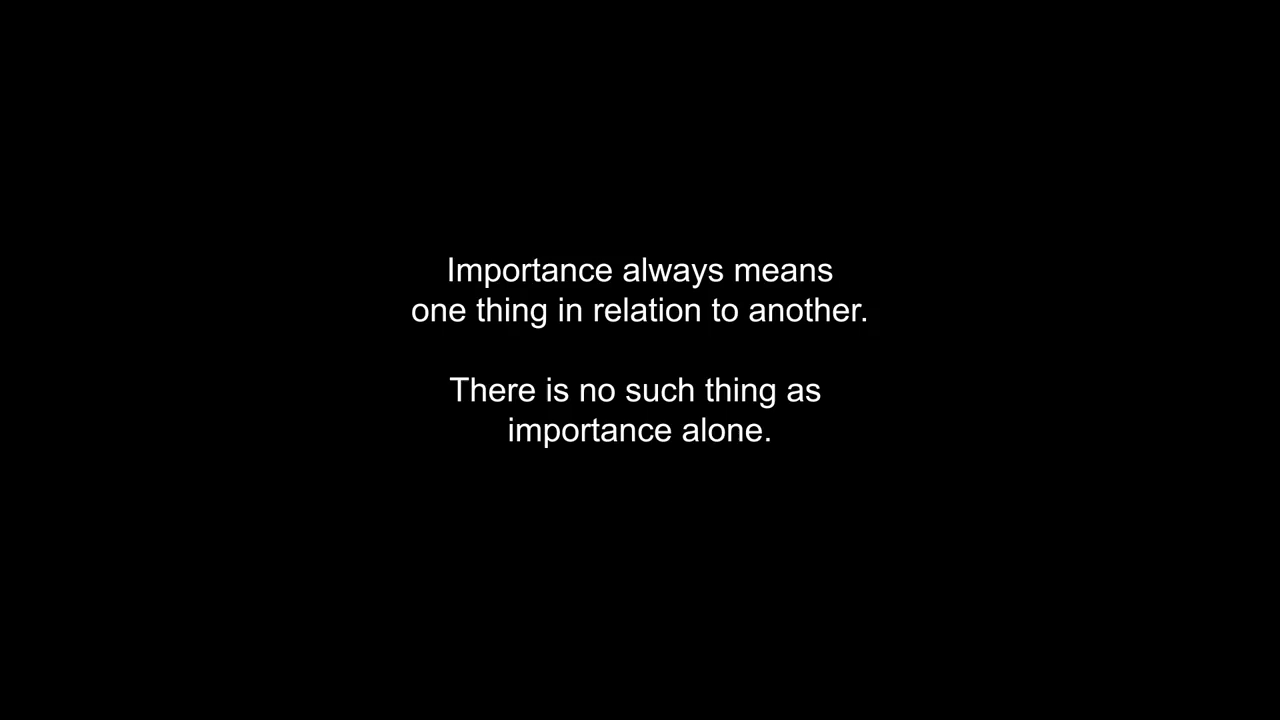 Importance always means
one thing in relation to another.
There is no such thing as
importance alone.